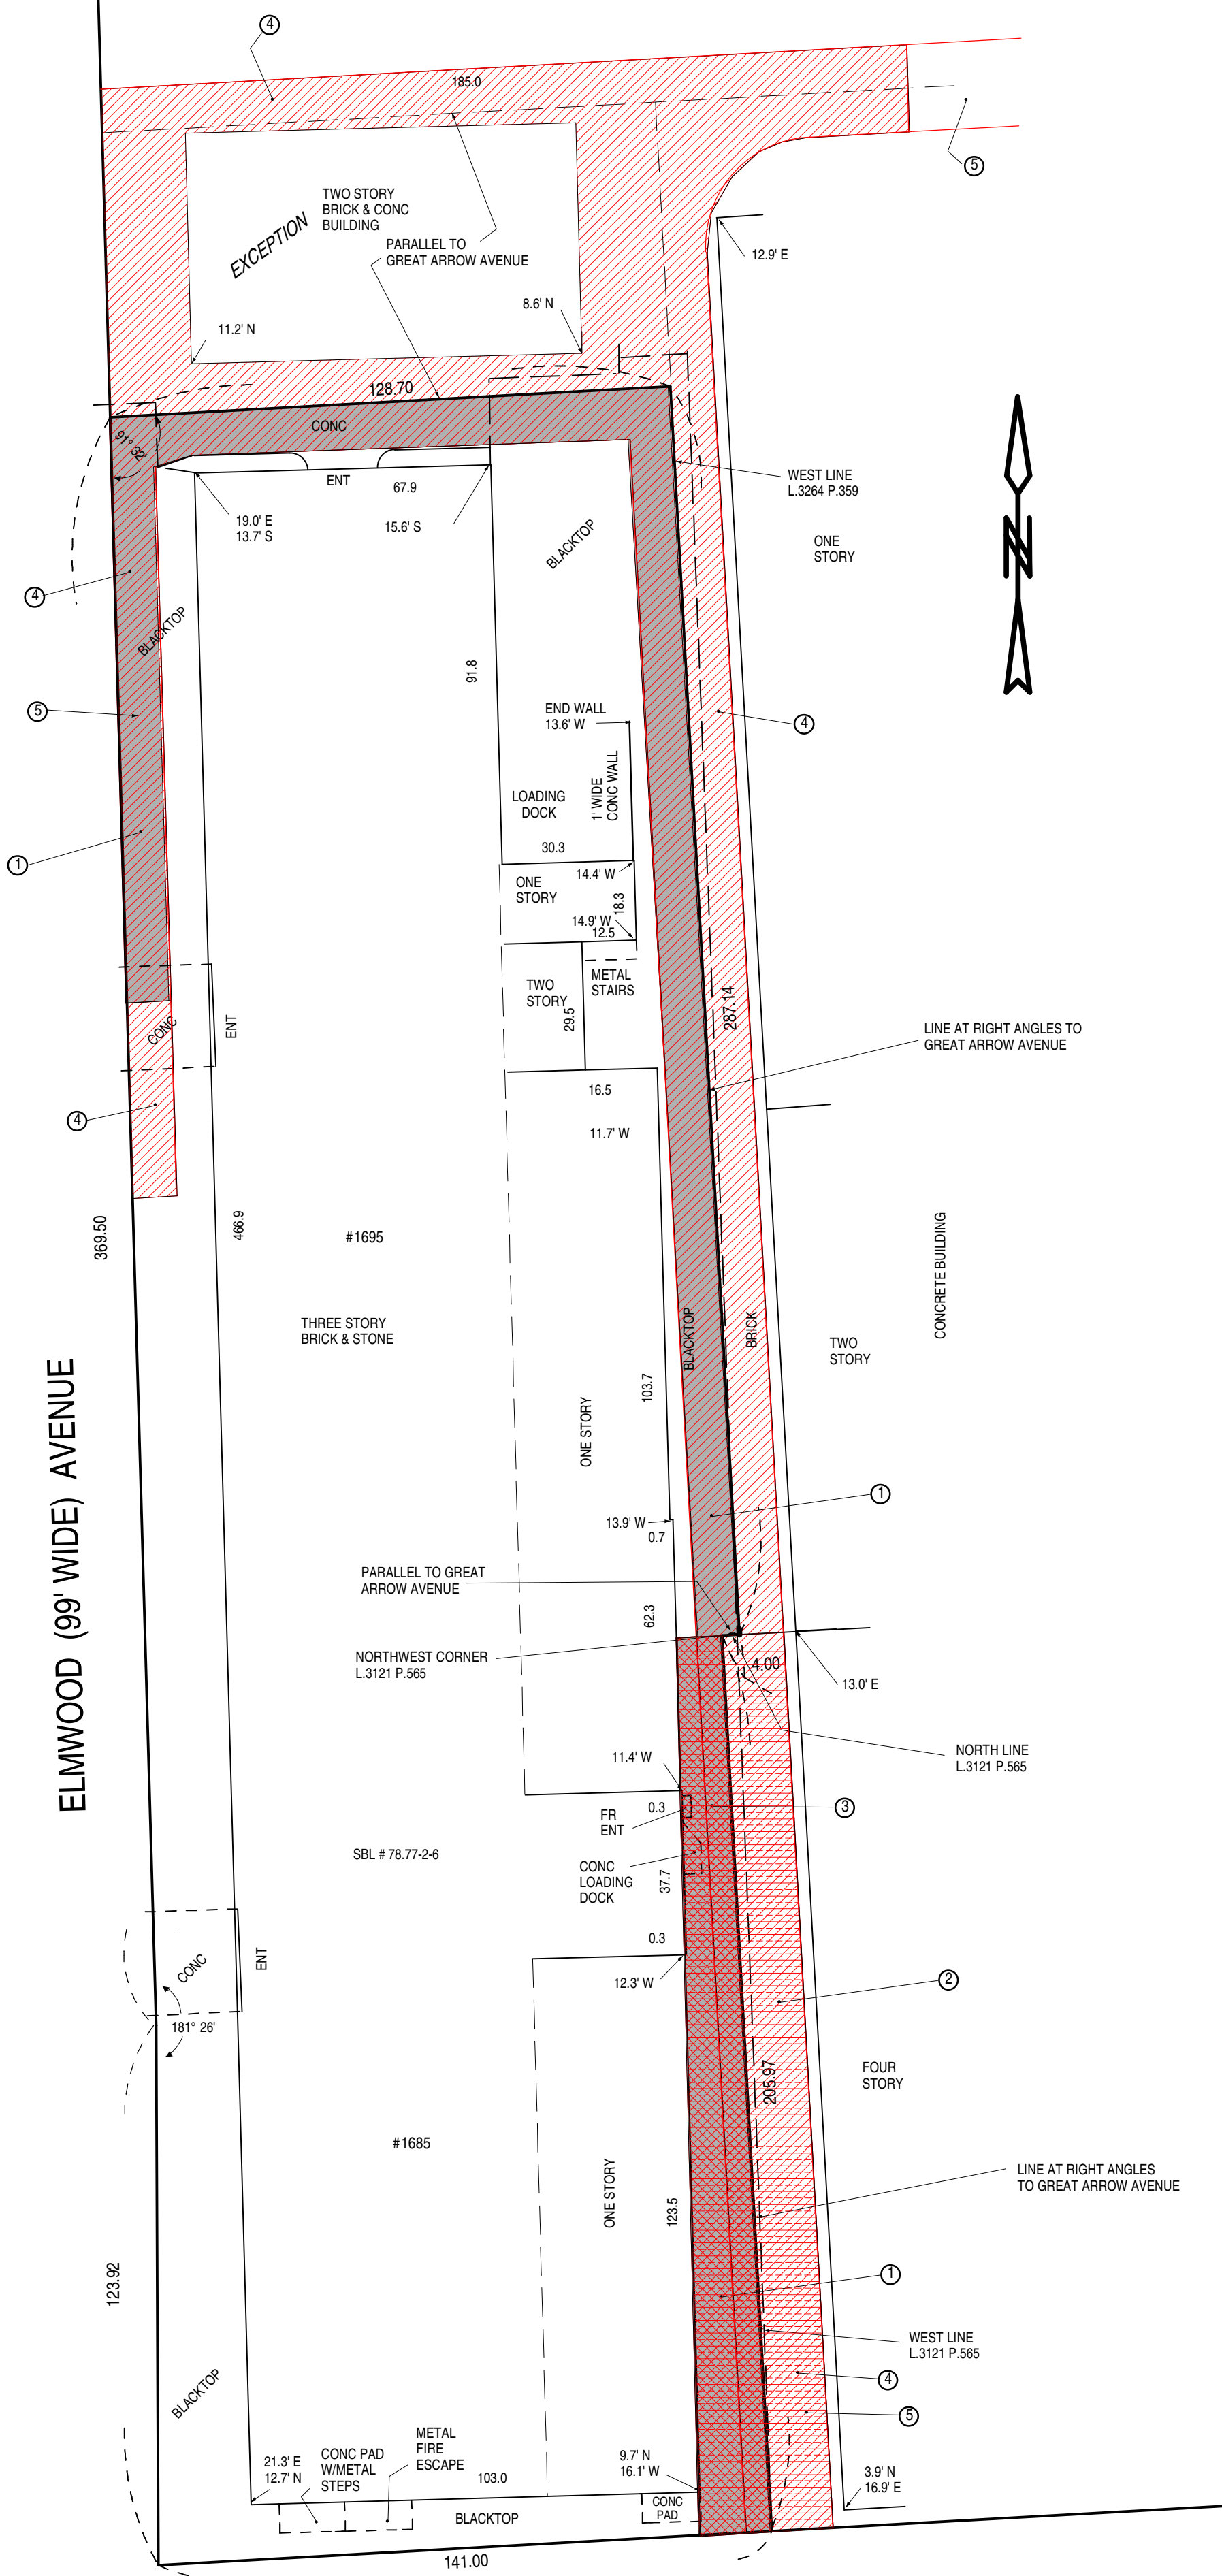 4
185.0
5
TWO STORY
BRICK & CONC
BUILDING
EXCEPTION
PARALLEL TO
GREAT ARROW AVENUE
12.9' E
8.6' N
11.2' N
128.70
CONC
91° 32'
ENT
67.9
WEST LINE
L.3264 P.359
19.0' E
13.7' S
15.6' S
BLACKTOP
ONE
STORY
N
4
BLACKTOP
91.8
5
END WALL
13.6' W
4
1' WIDE
CONC WALL
LOADING
DOCK
1
30.3
14.4' W
ONE
STORY
18.3
14.9' W
12.5
TWO
STORY
METAL
STAIRS
29.5
287.14
CONC
ENT
LINE AT RIGHT ANGLES TO
GREAT ARROW AVENUE
16.5
4
11.7' W
369.50
466.9
#1695
CONCRETE BUILDING
THREE STORY
BRICK & STONE
BLACKTOP
BRICK
TWO
STORY
103.7
ONE STORY
ELMWOOD (99' WIDE) AVENUE
1
13.9' W
0.7
PARALLEL TO GREAT
ARROW AVENUE
62.3
NORTHWEST CORNER
L.3121 P.565
4.00
13.0' E
NORTH LINE
L.3121 P.565
11.4' W
0.3
3
FR
ENT
SBL # 78.77-2-6
CONC
LOADING
DOCK
37.7
0.3
CONC
ENT
12.3' W
2
181° 26'
205.97
FOUR
STORY
#1685
ONE STORY
LINE AT RIGHT ANGLES
TO GREAT ARROW AVENUE
123.5
123.92
1
WEST LINE
L.3121 P.565
4
BLACKTOP
5
METAL
FIRE
ESCAPE
21.3' E
12.7' N
CONC PAD
W/METAL
STEPS
103.0
9.7' N
16.1' W
3.9' N
16.9' E
CONC
PAD
BLACKTOP
141.00